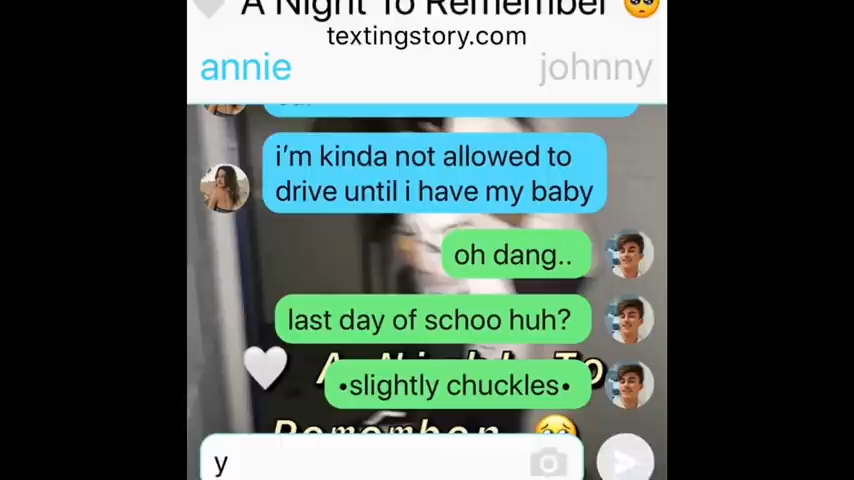 A Night To Remember 🥺
textingstory.com
annie
johnny
i'm kinda not allowed to
drive until i have my baby
oh dang..
last day of schoo huh?
•slightly chuckles•
Remember
y